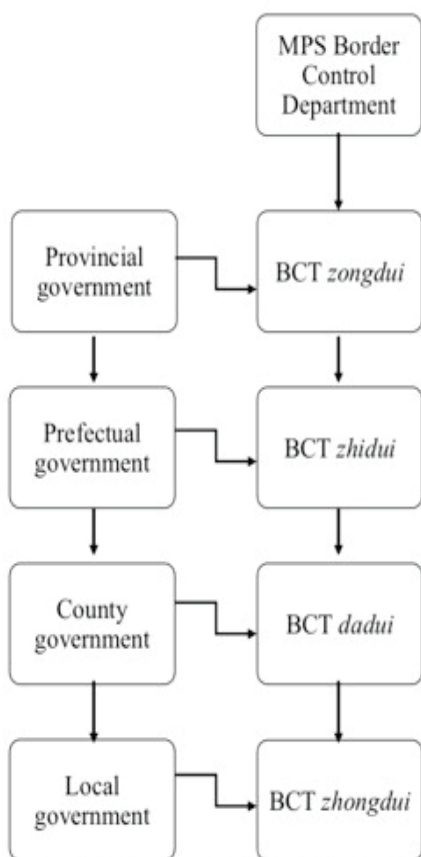 MPS Border
Control
Department
Provincial
government
BCT zongdui
Prefectual
government
BCT zhidui
County
government
BCT dadui
Local
government
BCT zhongdui